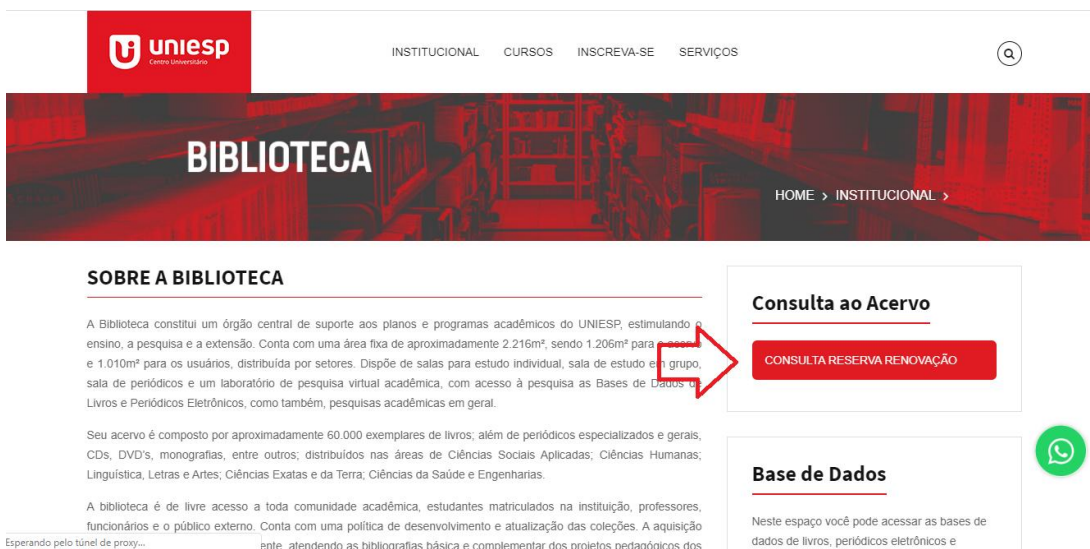 uniesp
Centro Universitário
INSTITUCIONAL CURSOS INSCREVA-SE SERVIÇOS
BIBLIOTECA
HOME > INSTITUCIONAL >
SOBRE A BIBLIOTECA
A Biblioteca constitui um órgão central de suporte aos planos e programas acadêmicos do UNIESP, estimulando o
ensino, a pesquisa e a extensão. Conta com uma área fixa de aproximadamente 2.216m², sendo 1.206m² para o acervo
e 1.010m² para os usuários, distribuída por setores. Dispõe de salas para estudo individual, sala de estudo em grupo,
sala de periódicos e um laboratório de pesquisa virtual acadêmica, com acesso à pesquisa as Bases de Dados de
Livros e Periódicos Eletrônicos, como também, pesquisas acadêmicas em geral.
Seu acervo é composto por aproximadamente 60.000 exemplares de livros; além de periódicos especializados e gerais,
CDs, DVD's, monografias, entre outros; distribuídos nas áreas de Ciências Sociais Aplicadas; Ciências Humanas;
Linguística, Letras e Artes; Ciências Exatas e da Terra; Ciências da Saúde e Engenharias.
A biblioteca é de livre acesso a toda comunidade acadêmica, estudantes matriculados na instituição, professores,
funcionários e o público externo. Conta com uma política de desenvolvimento e atualização das coleções. A aquisição
ente, atendendo as bibliografias básica e complementar dos projetos pedagógicos dos
Esperando pelo túnel de proxy...
Consulta ao Acervo
CONSULTA RESERVA RENOVAÇÃO
Base de Dados
Neste espaço você pode acessar as bases de
dados de livros, periódicos eletrônicos e